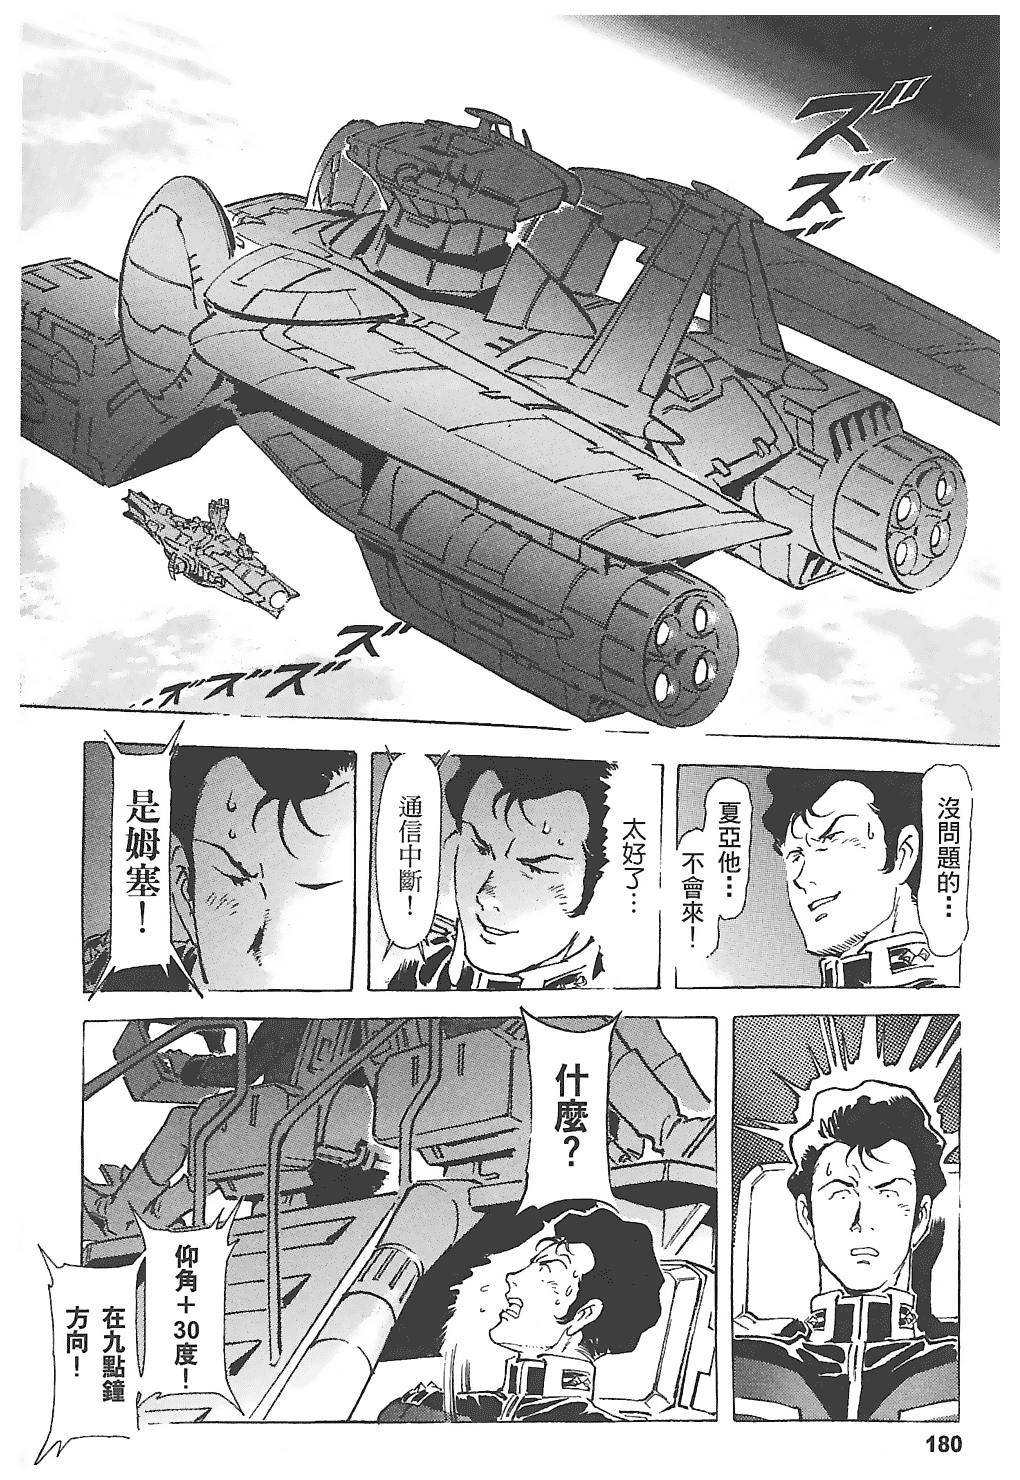 ズズ
ズズズズ
沒問題的…
夏亞他…
不會來！
太好了…
通信中斷！
是姆塞！
什麼？
仰角＋30度！
在九點鐘
方向！
180